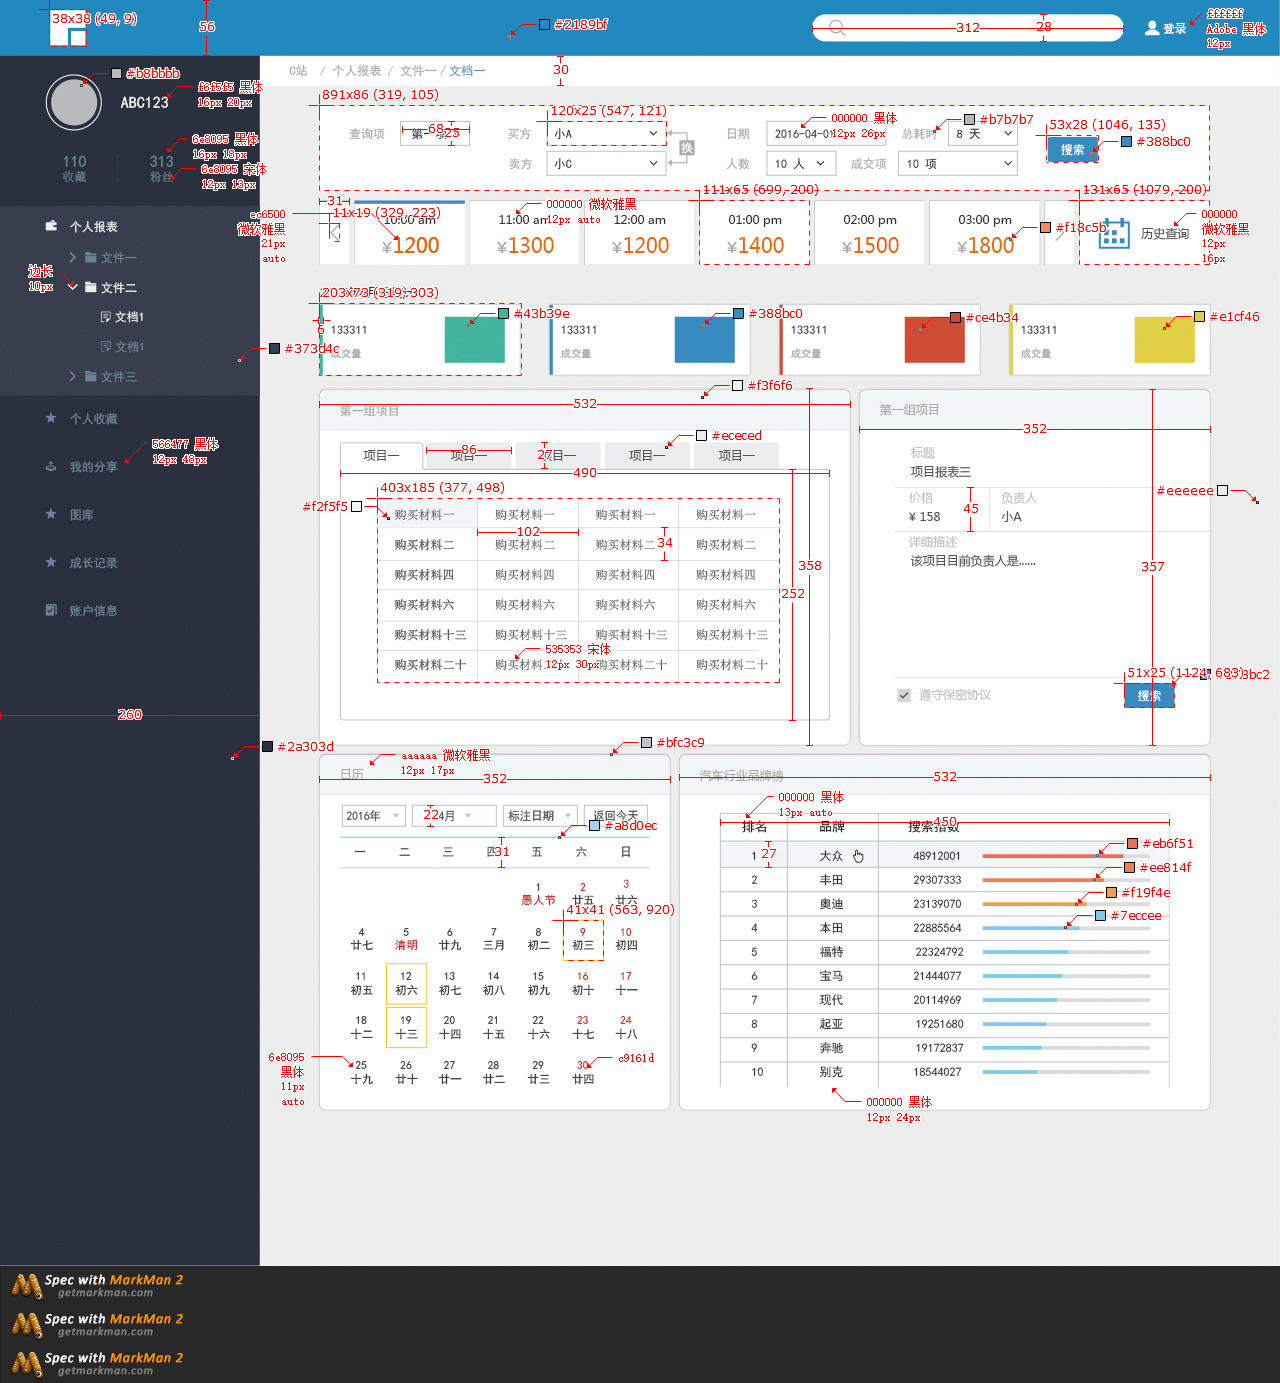 38x38 (49, 9)
56
#2189bf
312
28
登录
ffffff
Adobe 黑体
12px
#b8bbbb
ABC123
f6f5f5 黑体
16px 20px
110
收藏
313
粉丝
6e8095 黑体
16px 18px
6e8095 宋体
12px 13px
C站 / 个人报表 / 文件一 / 文档一
30
891x86 (319, 105)
查询项
68
25
买方
小A
120x25 (547, 121)
卖方
小C
换
日期
2016-04-01
000000 黑体
12px 26px
总耗时
8 天
#b7b7b7
人数
10 人
成交项
10 项
搜索
53x28 (1046, 135)
#388bc0
31
11x19 (329, 223)
ec6500
微软雅黑
21px
auto
10:00 am
¥1200
11:00 am
¥1300
000000 微软雅黑
12px auto
12:00 am
¥1200
111x65 (699, 200)
01:00 pm
¥1400
02:00 pm
¥1500
03:00 pm
¥1800
#f18c5b
131x65 (1079, 200)
历史查询
000000
微软雅黑
12px
16px
个人报表
文件一
边长
10px
文件二
文档1
文档1
#373d4c
文件三
个人收藏
我的分享
566477 黑体
12px 48px
图库
成长记录
账户信息
260
#2a303d
203x73 (319, 303)
6
133311
成交量
#43b39e
133311
成交量
#388bc0
133311
成交量
#ce4b34
133311
成交量
#e1cf46
#f3f6f6
532
第一组项目
项目一
项目一
项目一
项目一
项目一
86
27
#ececed
490
403x185 (377, 498)
#f2f5f5
购买材料一 购买材料一 购买材料一 购买材料一
102
34
购买材料二 购买材料二 购买材料二 购买材料二
购买材料四 购买材料四 购买材料四 购买材料四
购买材料六 购买材料六 购买材料六 购买材料六
购买材料十三 购买材料十三 购买材料十三 购买材料十三
购买材料二十 购买材料二十 购买材料二十
535353 宋体
12px 30px
358
252
第一组项目
352
标题
项目报表三
价格
¥ 158
45
负责人
小A
#eeeeee
详细描述
该项目目前负责人是......
357
51x25 (1124, 683)
遵守保密协议
搜索
#bfc3c9
日历
aaaaaa 微软雅黑
12px 17px
352
2016年
22
4月
标注日期
返回今天
#a8d0ec
31
一 二 三 四 五 六 日
1 2 3
愚人节 廿五 廿六
41x41 (563, 920)
4 5 6 7 8 9 10
廿七 清明 廿九 三月 初二 初三 初四
11 12 13 14 15 16 17
初五 初六 初七 初八 初九 初十 十一
18 19 20 21 22 23 24
十二 十三 十四 十五 十六 十七 十八
25 26 27 28 29 30
十九 廿十 廿一 廿二 廿三 廿四
6e8095
黑体
11px
auto
c9161d
汽车行业品牌榜
532
000000 黑体
13px auto
450
排名 品牌 搜索指数
27
1 大众 48912001
#eb6f51
2 丰田 29307333
#ee814f
3 奥迪 23139070
#f19f4e
4 本田 22885564
#7eccee
5 福特 22324792
6 宝马 21444077
7 现代 20114969
8 起亚 19251680
9 奔驰 19172837
10 别克 18544027
000000 黑体
12px 24px
Spec with MarkMan 2
getmarkman.com
Spec with MarkMan 2
getmarkman.com
Spec with MarkMan 2
getmarkman.com